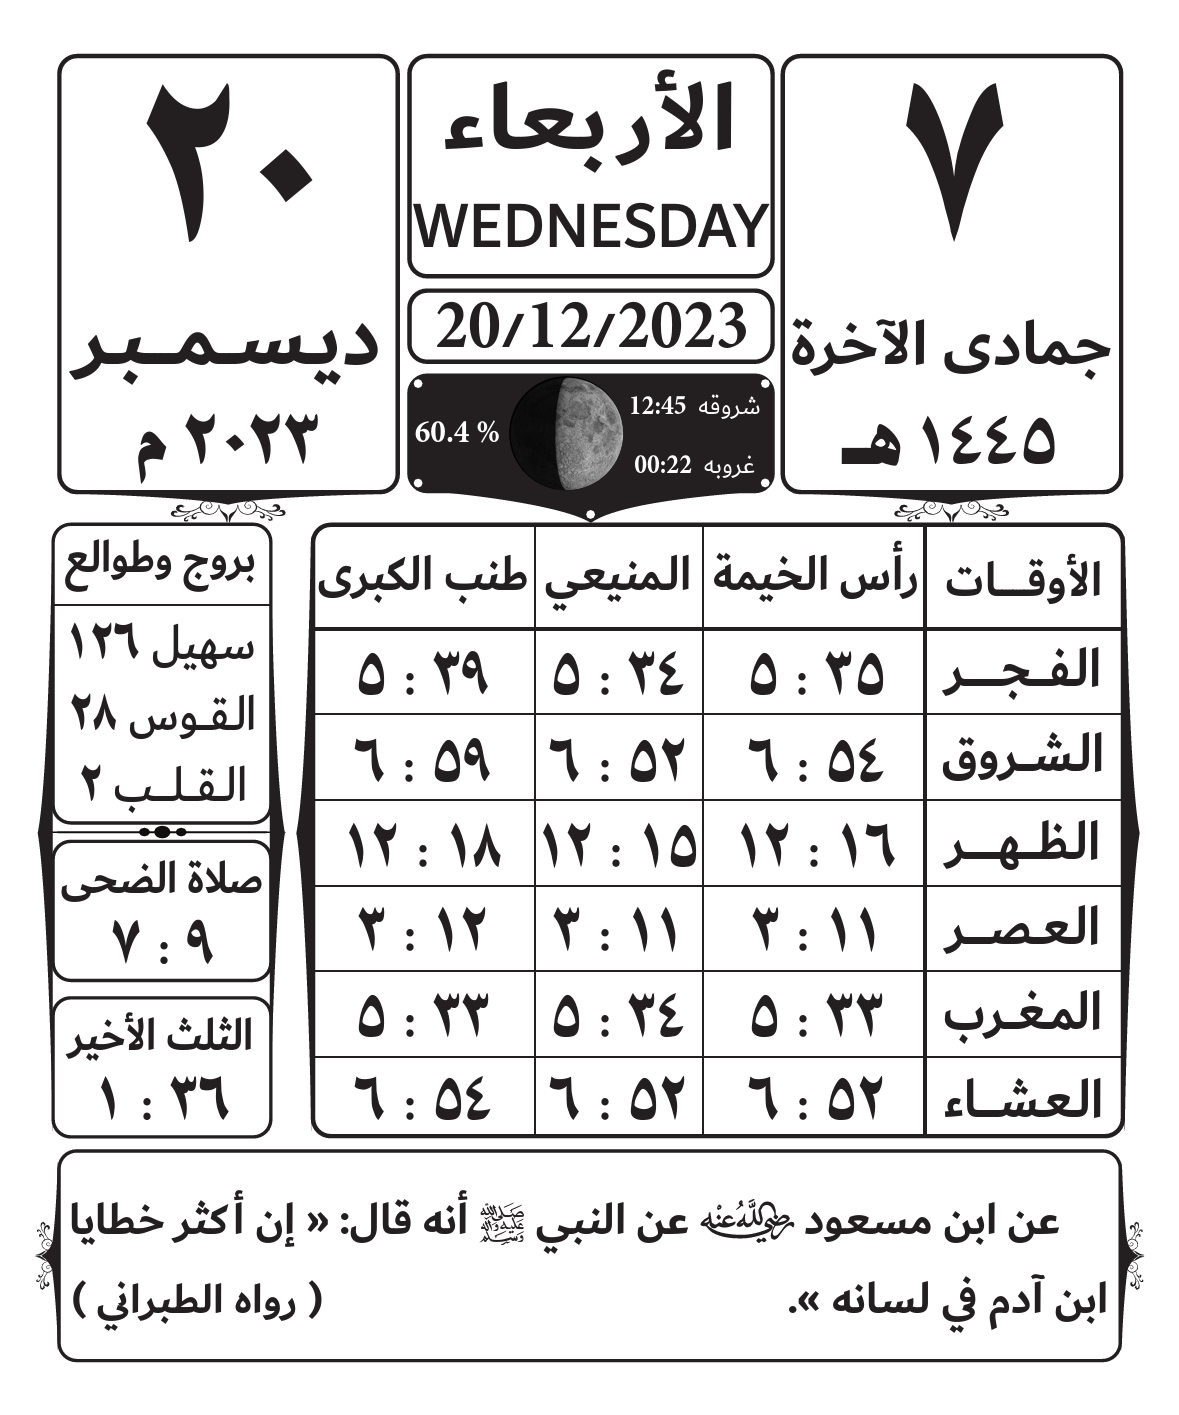 ٧
جمادى الآخرة
١٤٤٥ هـ
الأربعاء
WEDNESDAY
20/12/2023
شروقه 12:45
60.4 %
غروبه 00:22
٢٠
ديسمبر
٢٠٢٣ م
الأوقات رأس الخيمة المنيعي طنب الكبرى
الفجر ٥ : ٣٥ ٥ : ٣٤ ٥ : ٣٩
الشروق ٦ : ٥٤ ٦ : ٥٢ ٦ : ٥٩
الظهر ١٢ : ١٦ ١٢ : ١٥ ١٢ : ١٨
العصر ٣ : ١١ ٣ : ١١ ٣ : ١٢
المغرب ٥ : ٣٣ ٥ : ٣٤ ٥ : ٣٣
العشاء ٦ : ٥٢ ٦ : ٥٢ ٦ : ٥٤
بروج وطوالع
سهيل ١٢٦
القوس ٢٨
القلب ٢
صلاة الضحى
٧ : ٩
الثلث الأخير
١ : ٣٦
عن ابن مسعود رضي الله عنه عن النبي ﷺ أنه قال: « إن أكثر خطايا
ابن آدم في لسانه ». ( رواه الطبراني )